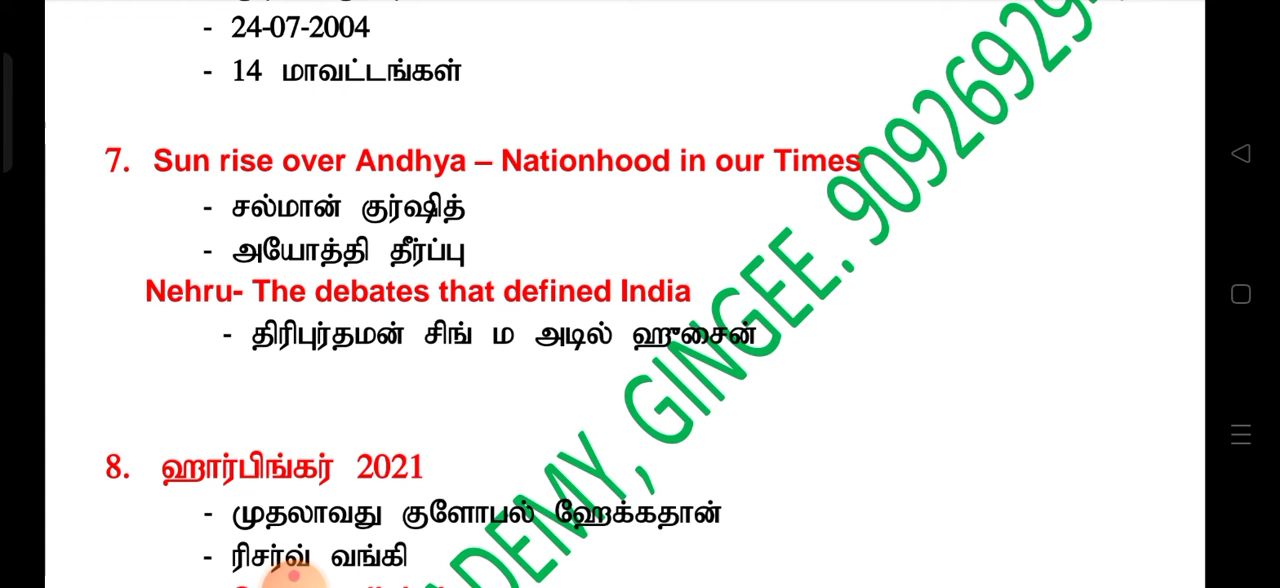 - 24-07-2004
- 14 மாவட்டங்கள்
7. Sun rise over Andhya – Nationhood in our Times
- சல்மான் குர்ஷித்
- அயோத்தி தீர்ப்பு
Nehru- The debates that defined India
- திரிபுர்தமன் சிங் ம அடில் ஹுசைன்
8. ஹார்பிங்கர் 2021
- முதலாவது குளோபல் ஹேக்கதான்
- ரிசர்வ் வங்கி
GINGEE. 90926929